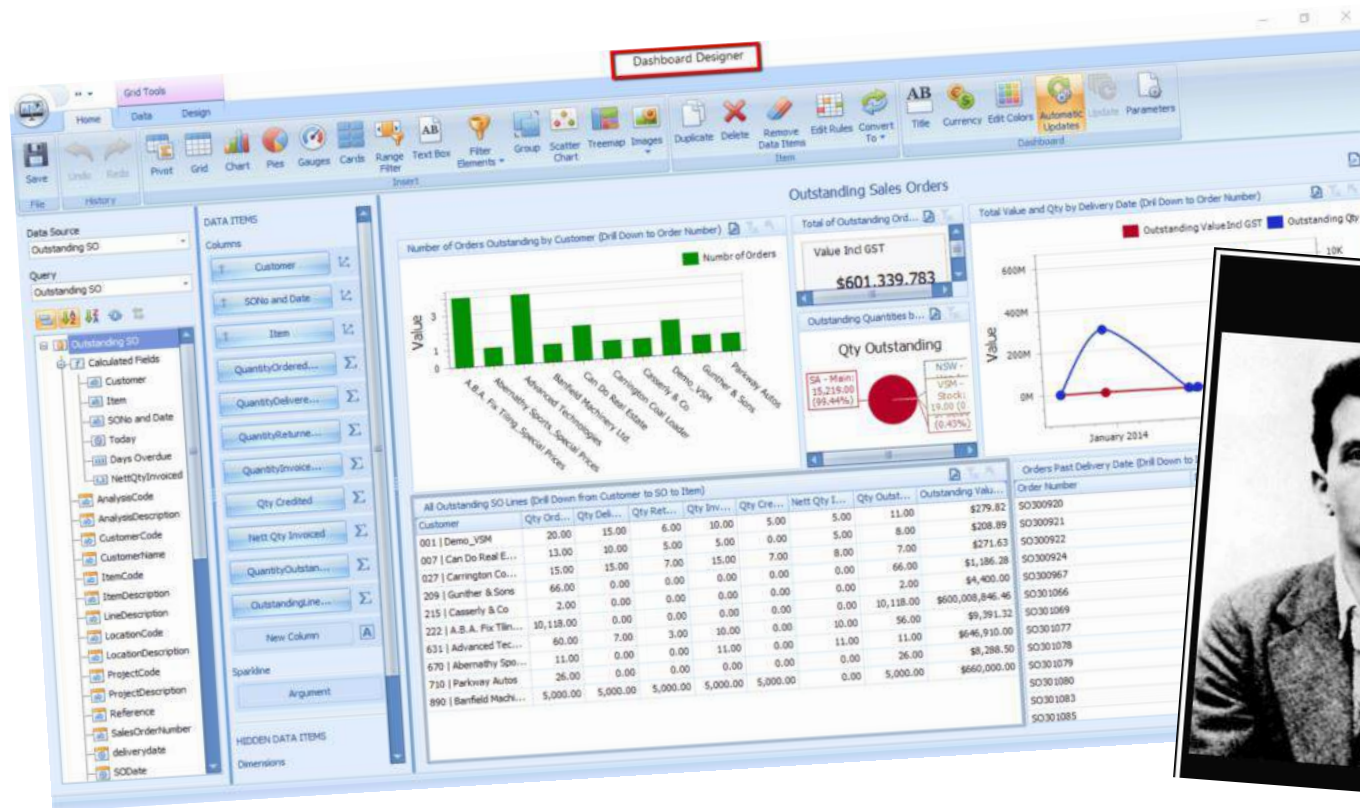 Dashboard Designer
Grid Tools
Home Data Design
Save Undo Redo Pivot Grid Chart Pies Gauges Cards Range Filter Text Box Filter Elements Group Scatter Chart Treemap Images Duplicate Delete Remove Data Items Edit Rules Convert To Title Currency Edit Colors Automatic Updates Update Parameters
File History Insert Item Dashboard
Data Source
Outstanding SO
Query
Outstanding SO
Outstanding SO
Calculated Fields
Customer
Item
SONo and Date
Today
Days Overdue
NettQtyInvoiced
AnalysisCode
AnalysisDescription
CustomerCode
CustomerName
ItemCode
ItemDescription
LineDescription
LocationCode
LocationDescription
ProjectCode
ProjectDescription
Reference
SalesOrderNumber
deliverydate
SODate
DATA ITEMS
Columns
Customer
SONo and Date
Item
QuantityOrdered...
QuantityDelivere...
QuantityReturne...
QuantityInvoice...
Qty Credited
Nett Qty Invoiced
QuantityOutstan...
OutstandingLine...
New Column
Sparkline
Argument
HIDDEN DATA ITEMS
Dimensions
Outstanding Sales Orders
Number of Orders Outstanding by Customer (Drill Down to Order Number)
Numbr of Orders
Value
3
1
0
A.B.A. Fix Tiling, Special Prices
Abernathy Sports, Special Prices
Advanced Technologies
Banfield Machinery Ltd.
Can Do Real Estate
Carrington Coal Loader
Casserly & Co
Demo_VSM
Gunther & Sons
Parkway Autos
Total of Outstanding Ord...
Value Incl GST
$601,339,783
Outstanding Quantities b...
Qty Outstanding
SA - Main:
15,219.00
(99.44%)
NSW -
VSM -
Stock:
19.00 (0
(0.43%)
Total Value and Qty by Delivery Date (Drill Down to Order Number)
Outstanding ValueIncl GST Outstanding Qty
10K
600M
400M
200M
0M
Value
January 2014
All Outstanding SO Lines (Drill Down from Customer to SO to Item)
Customer Qty Ord... Qty Deli... Qty Ret... Qty Inv... Qty Cre... Nett Qty I... Qty Outst... Outstanding Valu...
001 | Demo_VSM 20.00 15.00 6.00 10.00 5.00 5.00 11.00 $279.82
007 | Can Do Real E... 13.00 10.00 5.00 5.00 0.00 5.00 8.00 $208.89
027 | Carrington Co... 15.00 15.00 7.00 15.00 7.00 8.00 7.00 $271.63
209 | Gunther & Sons 66.00 0.00 0.00 0.00 0.00 0.00 66.00 $1,186.28
215 | Casserly & Co 2.00 0.00 0.00 0.00 0.00 0.00 2.00 $4,400.00
222 | A.B.A. Fix Tilin... 10,118.00 0.00 0.00 0.00 0.00 0.00 10,118.00 $600,008,846.46
631 | Advanced Tec... 60.00 7.00 3.00 10.00 0.00 10.00 56.00 $9,391.32
670 | Abernathy Spo... 11.00 0.00 0.00 11.00 0.00 11.00 11.00 $646,910.00
710 | Parkway Autos 26.00 0.00 0.00 0.00 0.00 0.00 26.00 $8,288.50
890 | Banfield Machi... 5,000.00 5,000.00 5,000.00 5,000.00 5,000.00 0.00 5,000.00 $660,000.00
Orders Past Delivery Date (Drill Down to
Order Number
SO300920
SO300921
SO300922
SO300924
SO300967
SO301066
SO301069
SO301077
SO301078
SO301079
SO301080
SO301083
SO301085